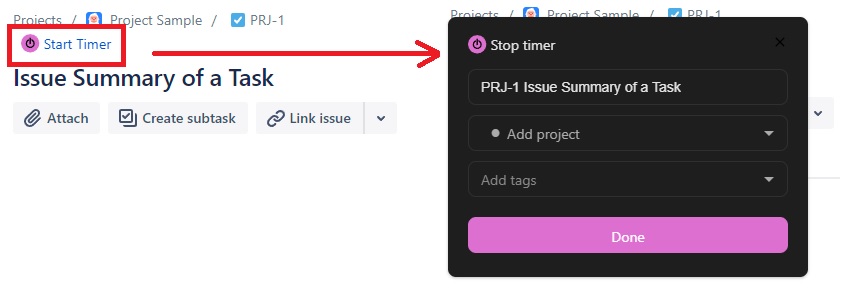 Projects / Project Sample / PRJ-1
Start Timer
Issue Summary of a Task
Attach
Create subtask
Link issue
Projects / Project Sample / PRJ-1
Stop timer
PRJ-1 Issue Summary of a Task
Add project
Add tags
Done